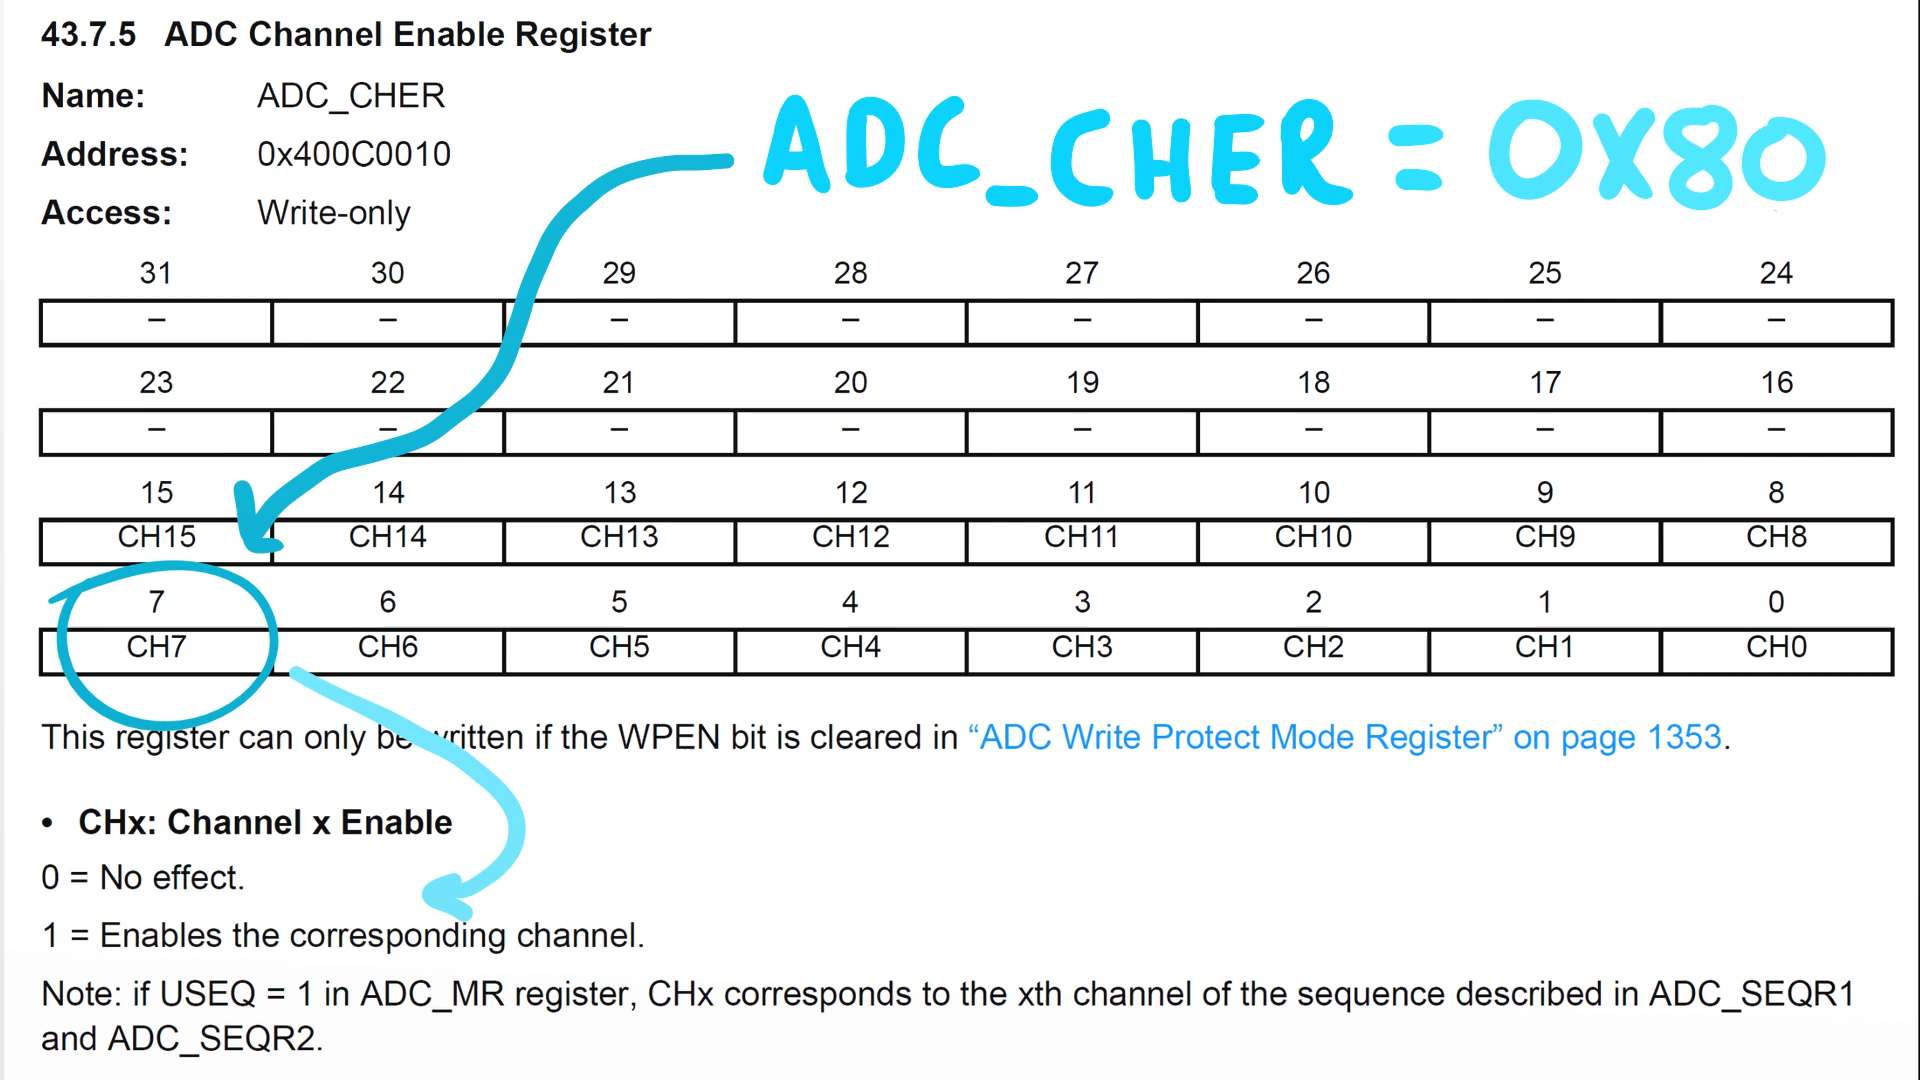 43.7.5 ADC Channel Enable Register
Name: ADC_CHER
Address: 0x400C0010
Access: Write-only
ADC_CHER = 0X80
31 30 29 28 27 26 25 24
– – – – – – – –
23 22 21 20 19 18 17 16
– – – – – – – –
15 14 13 12 11 10 9 8
CH15 CH14 CH13 CH12 CH11 CH10 CH9 CH8
7 6 5 4 3 2 1 0
CH7 CH6 CH5 CH4 CH3 CH2 CH1 CH0
This register can only be written if the WPEN bit is cleared in “ADC Write Protect Mode Register” on page 1353.
• CHx: Channel x Enable
0 = No effect.
1 = Enables the corresponding channel.
Note: if USEQ = 1 in ADC_MR register, CHx corresponds to the xth channel of the sequence described in ADC_SEQR1
and ADC_SEQR2.